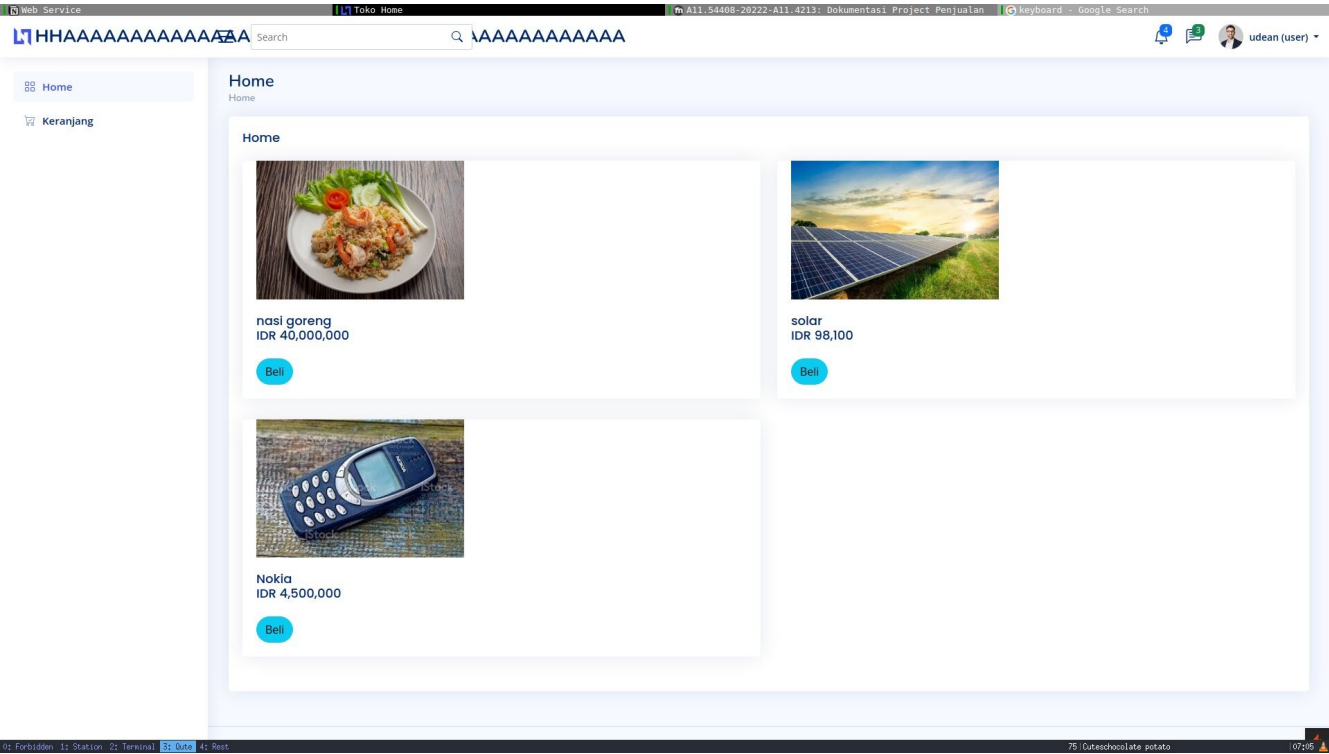 Web Service
Toko Home
A11.54408-20222-A11.4213: Dokumentasi Project Penjualan
keyboard - Google Search
Search
4
3
udean (user)
Home
Keranjang
Home
Home
Home
nasi goreng
IDR 40,000,000
Beli
solar
IDR 98,100
Beli
NOKIA
iStock
Nokia
IDR 4,500,000
Beli
0: Forbidden 1: Station 2: Terminal 3: Qute 4: Rest
75 | Cuteschocolate potato
07:05